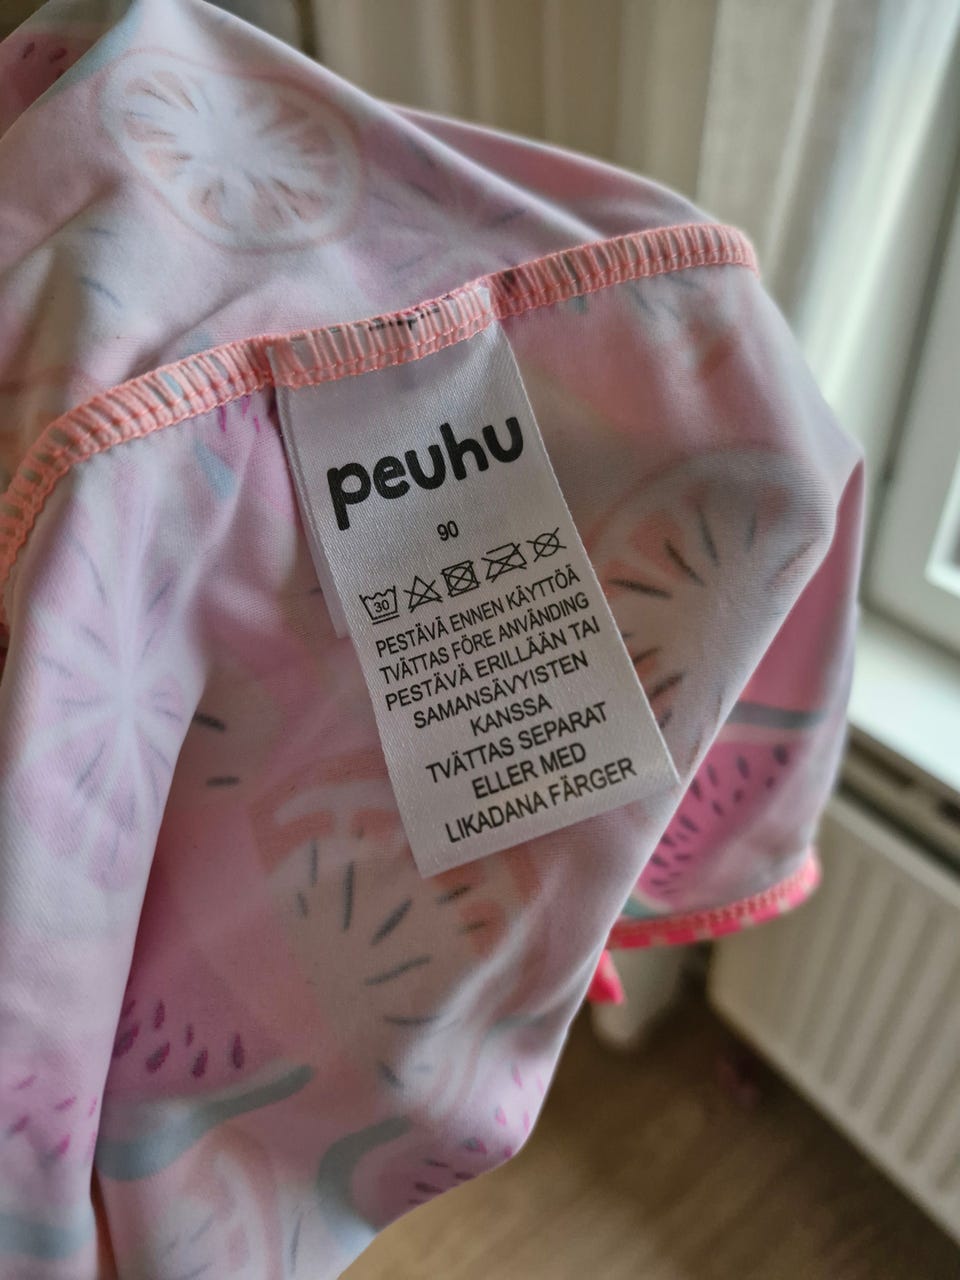 peuhu
90
30
PESTÄVÄ ENNEN KÄYTTÖÄ
TVÄTTAS FÖRE ANVÄNDING
PESTÄVÄ ERILLÄÄN TAI
SAMANSÄVYISTEN
KANSSA
TVÄTTAS SEPARAT
ELLER MED
LIKADANA FÄRGER